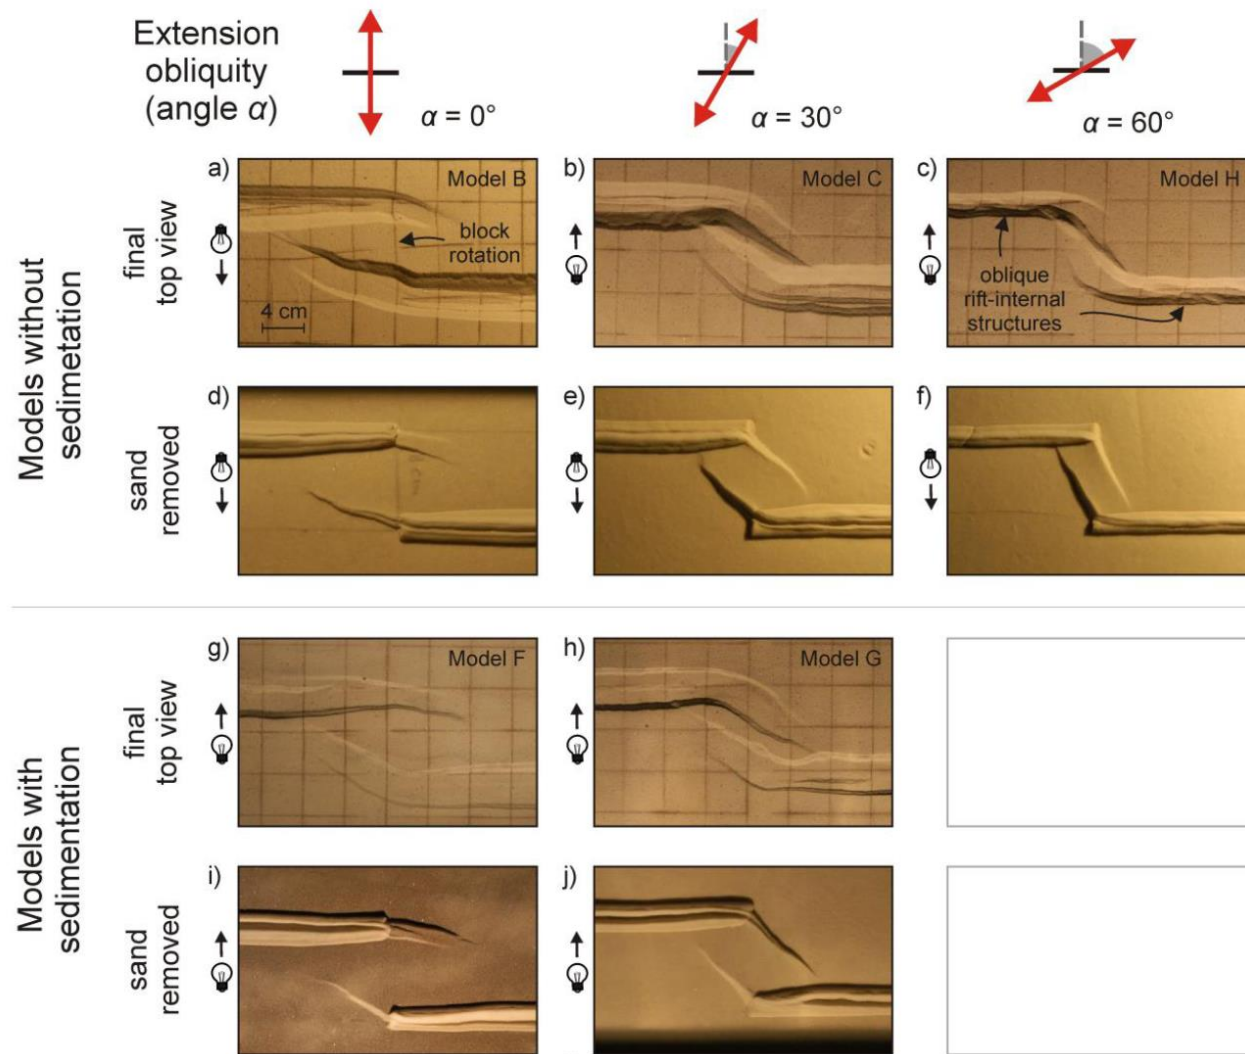 Extension
obliquity
(angle α)
α = 0°
α = 30°
α = 60°
Models without
sedimetation
final
top view
a)
Model B
block
rotation
4 cm
b)
Model C
c)
Model H
oblique
rift-internal
structures
sand
removed
d)
e)
f)
Models with
sedimentation
final
top view
g)
Model F
h)
Model G
sand
removed
i)
j)